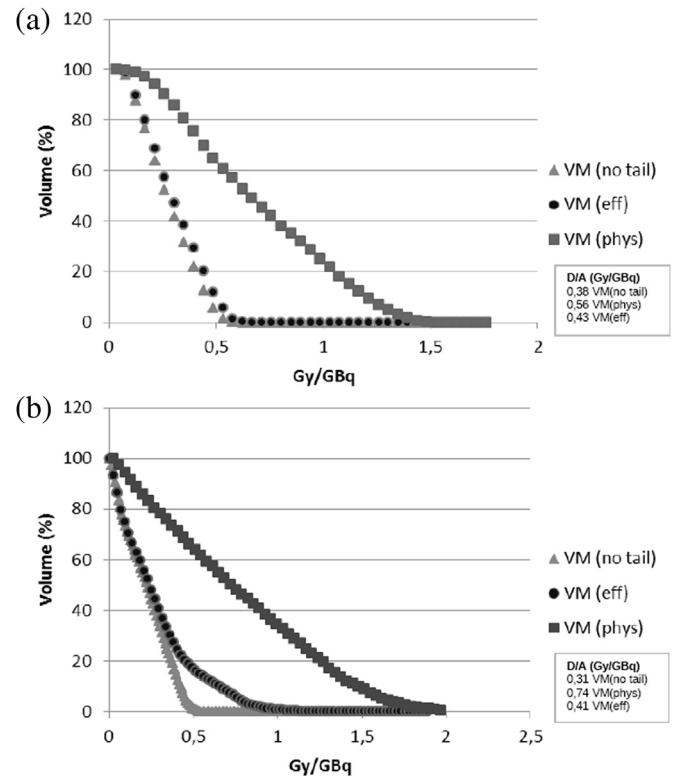 (a)
120
100
80
60
40
20
0
Volume (%)
0
0,5
1
1,5
2
Gy/GBq
VM (no tail)
VM (eff)
VM (phys)
D/A (Gy/GBq)
0,38 VM(no tail)
0,56 VM(phys)
0,43 VM(eff)
(b)
120
100
80
60
40
20
0
Volume (%)
0
0,5
1
1,5
2
2,5
Gy/GBq
VM (no tail)
VM (eff)
VM (phys)
D/A (Gy/GBq)
0,31 VM(no tail)
0,74 VM(phys)
0,41 VM(eff)